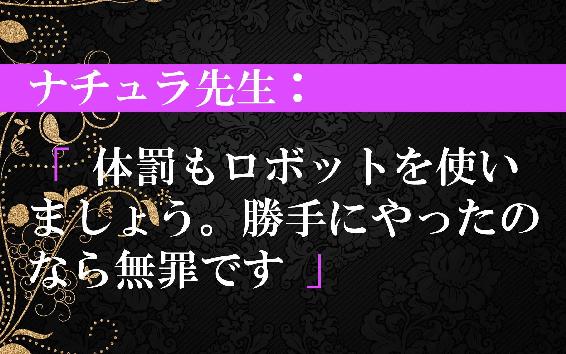 ナチュラ先生：
「 体罰もロボットを使い
ましょう。勝手にやったの
なら無罪です 」